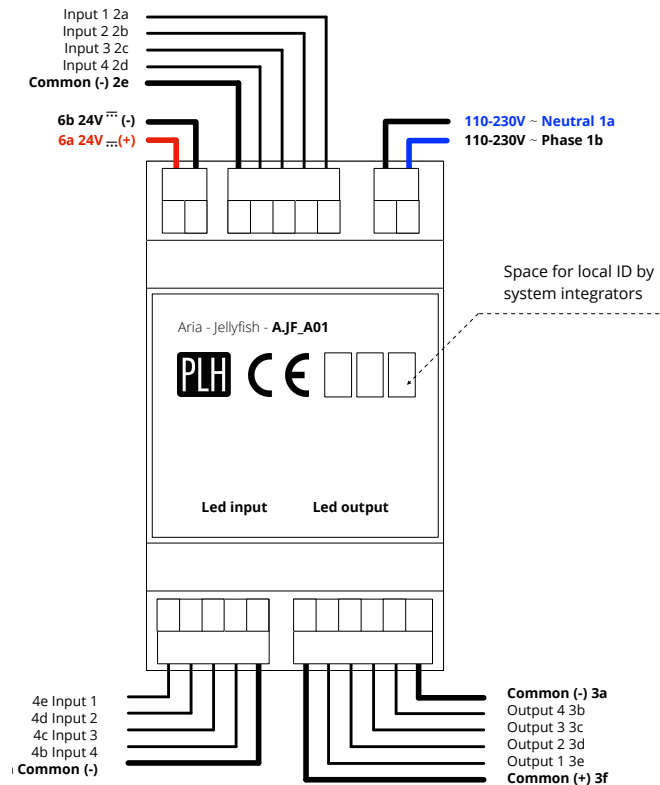 Input 1 2a
Input 2 2b
Input 3 2c
Input 4 2d
Common (-) 2e
6b 24V ⎓ (-)
6a 24V ⎓ (+)
110-230V ~ Neutral 1a
110-230V ~ Phase 1b
Space for local ID by
system integrators
Aria - Jellyfish - A.JF_A01
PLH CE
Led input Led output
4e Input 1
4d Input 2
4c Input 3
4b Input 4
Common (-)
Common (-) 3a
Output 4 3b
Output 3 3c
Output 2 3d
Output 1 3e
Common (+) 3f